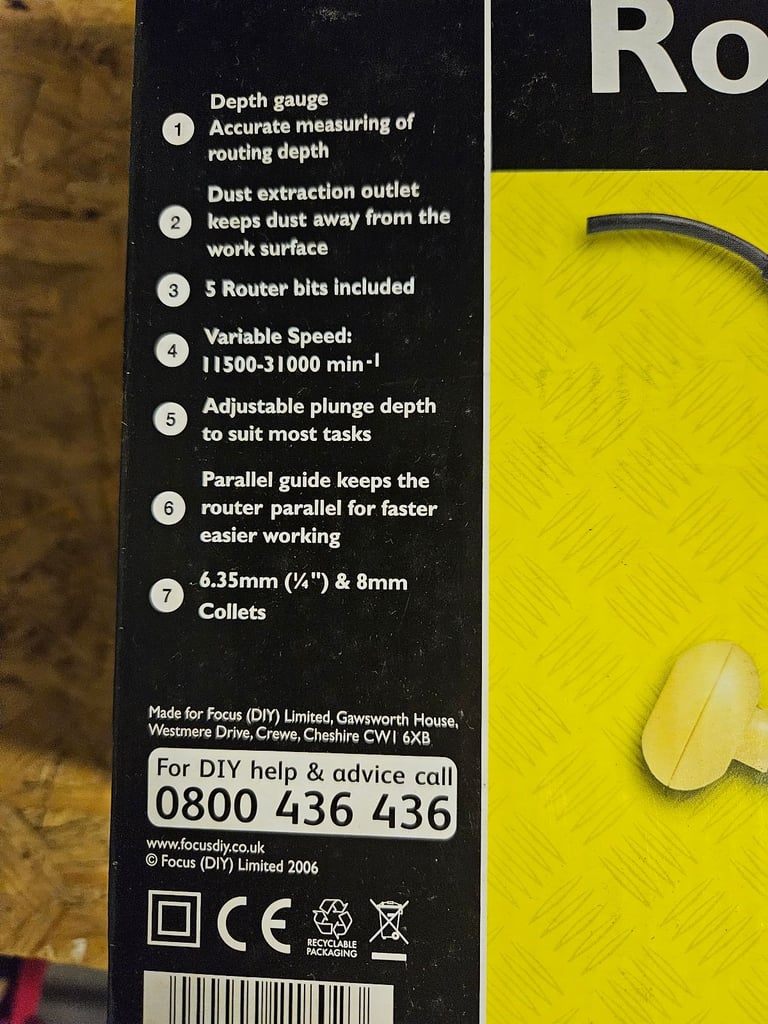 Ro
1
Depth gauge
Accurate measuring of
routing depth
2
Dust extraction outlet
keeps dust away from the
work surface
3
5 Router bits included
4
Variable Speed:
11500-31000 min⁻¹
5
Adjustable plunge depth
to suit most tasks
6
Parallel guide keeps the
router parallel for faster
easier working
7
6.35mm (¼") & 8mm
Collets
Made for Focus (DIY) Limited, Gawsworth House,
Westmere Drive, Crewe, Cheshire CW1 6XB
For DIY help & advice call
0800 436 436
www.focusdiy.co.uk
© Focus (DIY) Limited 2006
CE
RECYCLABLE
PACKAGING